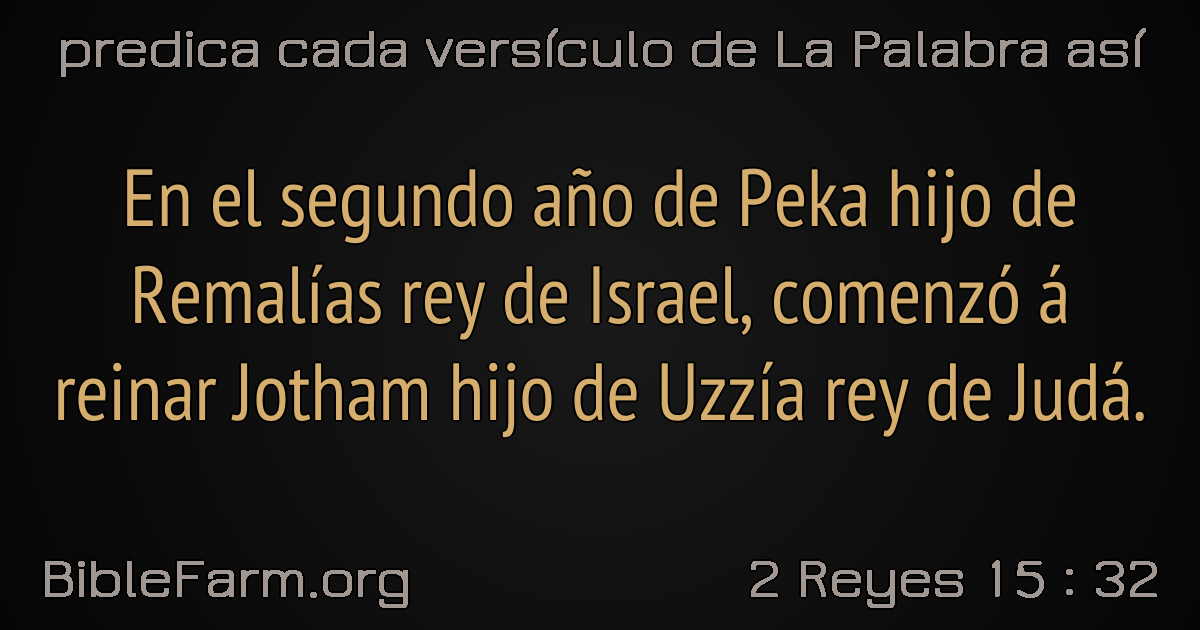 predica cada versículo de La Palabra así
En el segundo año de Peka hijo de
Remalías rey de Israel, comenzó á
reinar Jotham hijo de Uzzía rey de Judá.
BibleFarm.org
2 Reyes 15 : 32